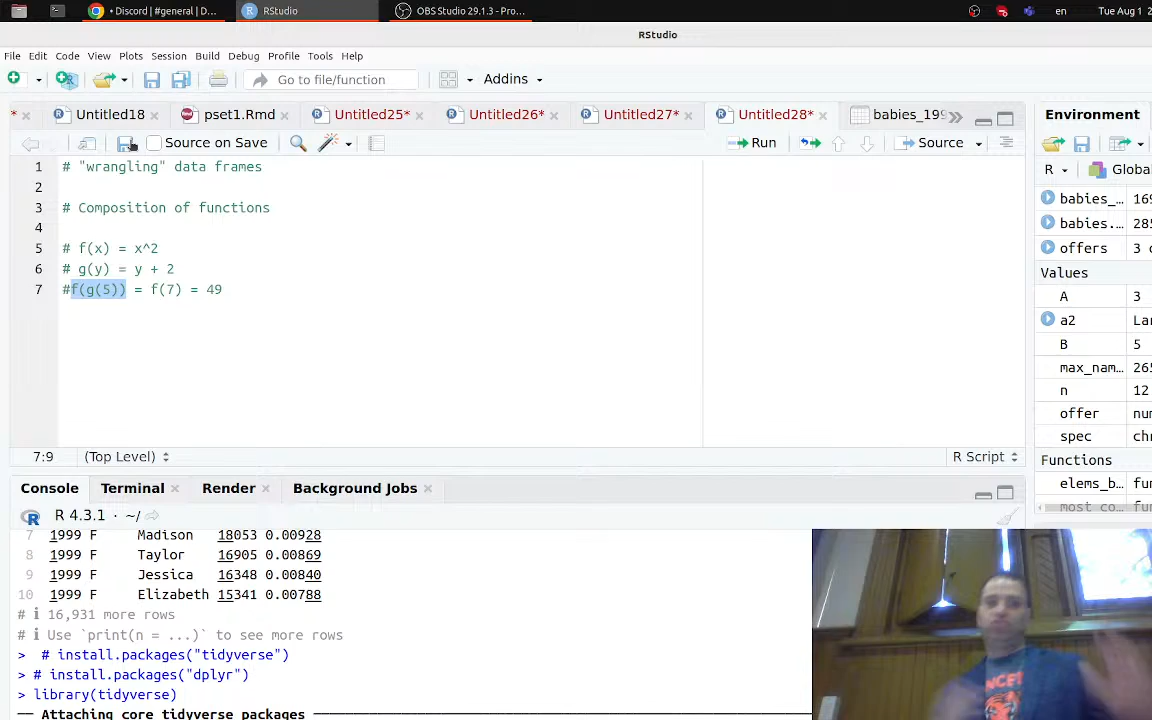 • Discord | #general | D...
RStudio
OBS Studio 29.1.3 - Pro...
en
Tue Aug 1
RStudio
File Edit Code View Plots Session Build Debug Profile Tools Help
Go to file/function
Addins
Untitled18
pset1.Rmd
Untitled25*
Untitled26*
Untitled27*
Untitled28*
Source on Save
Run
Source
1 # "wrangling" data frames
2
3 # Composition of functions
4
5 # f(x) = x^2
6 # g(y) = y + 2
7 #f(g(5)) = f(7) = 49
7:9 (Top Level) R Script
Console Terminal Render Background Jobs
R 4.3.1 · ~/
7 1999 F Madison 18053 0.00928
8 1999 F Taylor 16905 0.00869
9 1999 F Jessica 16348 0.00840
10 1999 F Elizabeth 15341 0.00788
# ℹ 16,931 more rows
# ℹ Use `print(n = ...)` to see more rows
> # install.packages("tidyverse")
> # install.packages("dplyr")
> library(tidyverse)
── Attaching core tidyverse packages
Environment
R
babies_...
babies....
offers 3
Values
A 3
a2
B 5
max_nam...
n 12
offer
spec
Functions
elems_b...